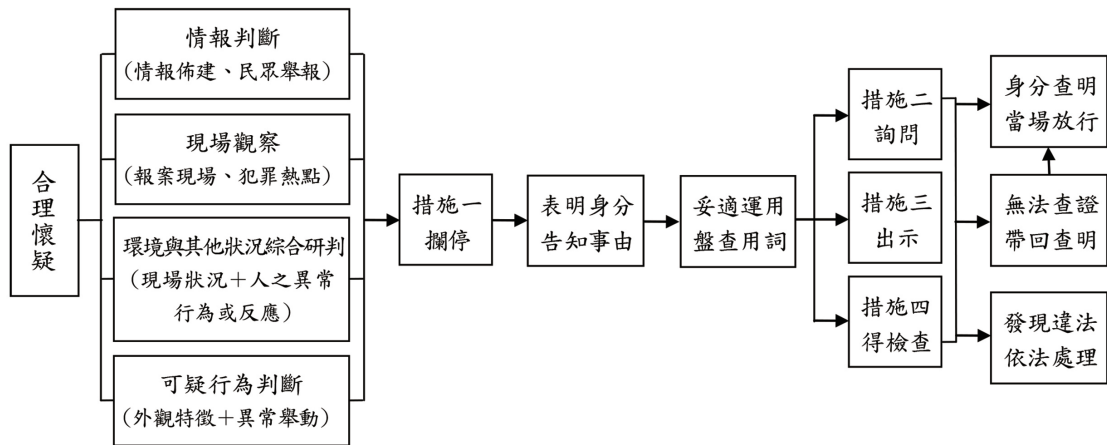 合理懷疑
情報判斷
（情報佈建、民眾舉報）
現場觀察
（報案現場、犯罪熱點）
環境與其他狀況綜合研判
（現場狀況＋人之異常
行為或反應）
可疑行為判斷
（外觀特徵＋異常舉動）
措施一
攔停
表明身分
告知事由
妥適運用
盤查用詞
措施二
詢問
措施三
出示
措施四
得檢查
身分查明
當場放行
無法查證
帶回查明
發現違法
依法處理